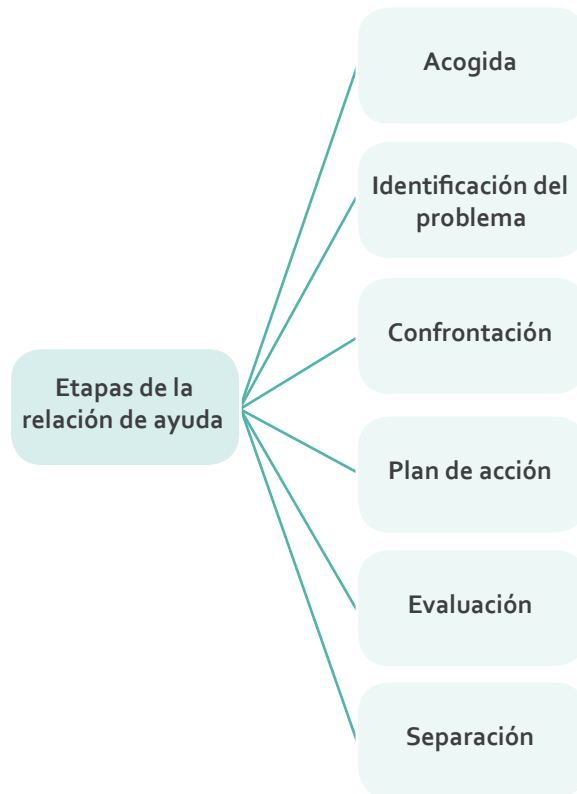 Acogida
Identificación del
problema
Confrontación
Etapas de la
relación de ayuda
Plan de acción
Evaluación
Separación